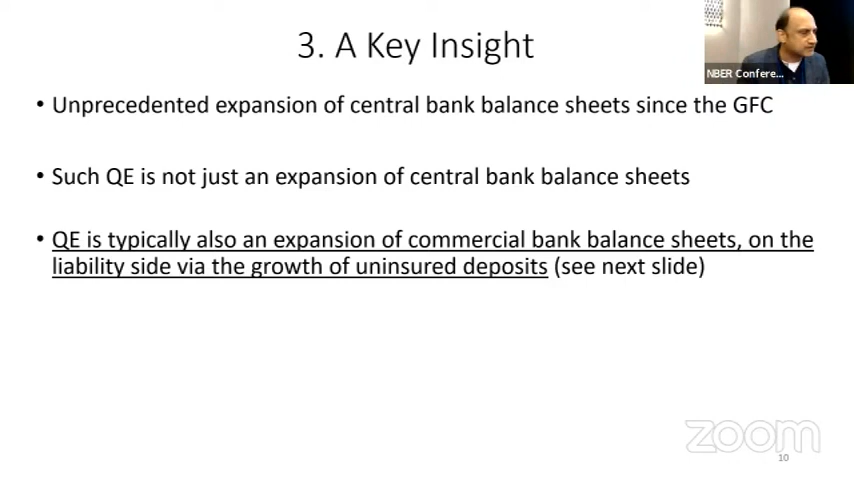 3. A Key Insight
NBER Confere...
• Unprecedented expansion of central bank balance sheets since the GFC
• Such QE is not just an expansion of central bank balance sheets
• QE is typically also an expansion of commercial bank balance sheets, on the
liability side via the growth of uninsured deposits (see next slide)
zoom
10